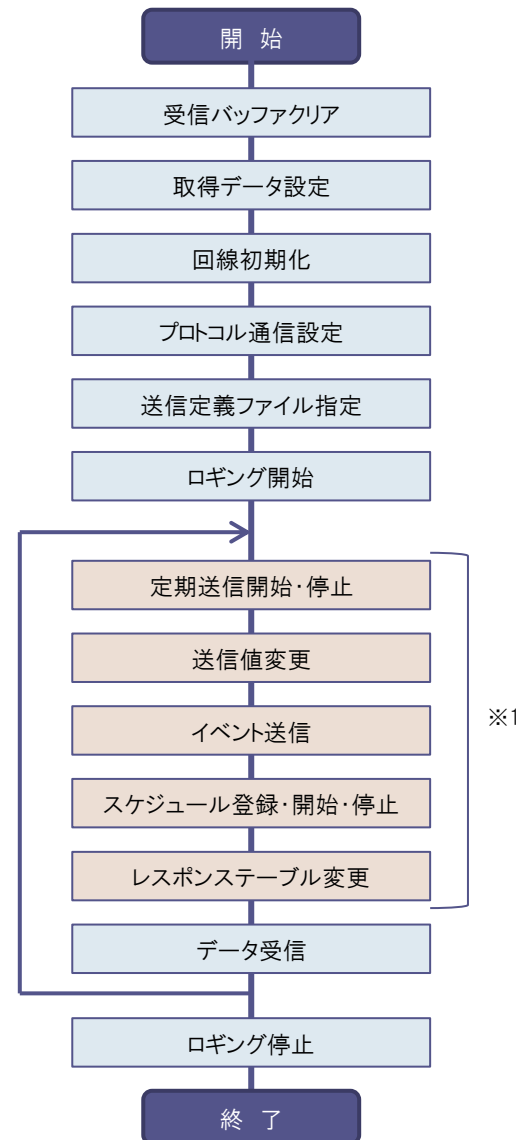 開 始
受信バッファクリア
取得データ設定
回線初期化
プロトコル通信設定
送信定義ファイル指定
ロギング開始
定期送信開始・停止
送信値変更
※1
イベント送信
スケジュール登録・開始・停止
レスポンステーブル変更
データ受信
ロギング停止
終 了